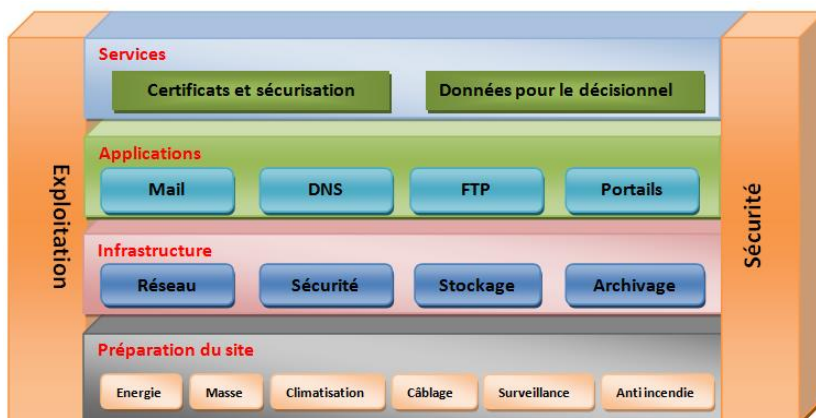 Exploitation
Services
Certificats et sécurisation
Données pour le décisionnel
Applications
Mail
DNS
FTP
Portails
Infrastructure
Réseau
Sécurité
Stockage
Archivage
Préparation du site
Energie
Masse
Climatisation
Câblage
Surveillance
Anti incendie
Sécurité